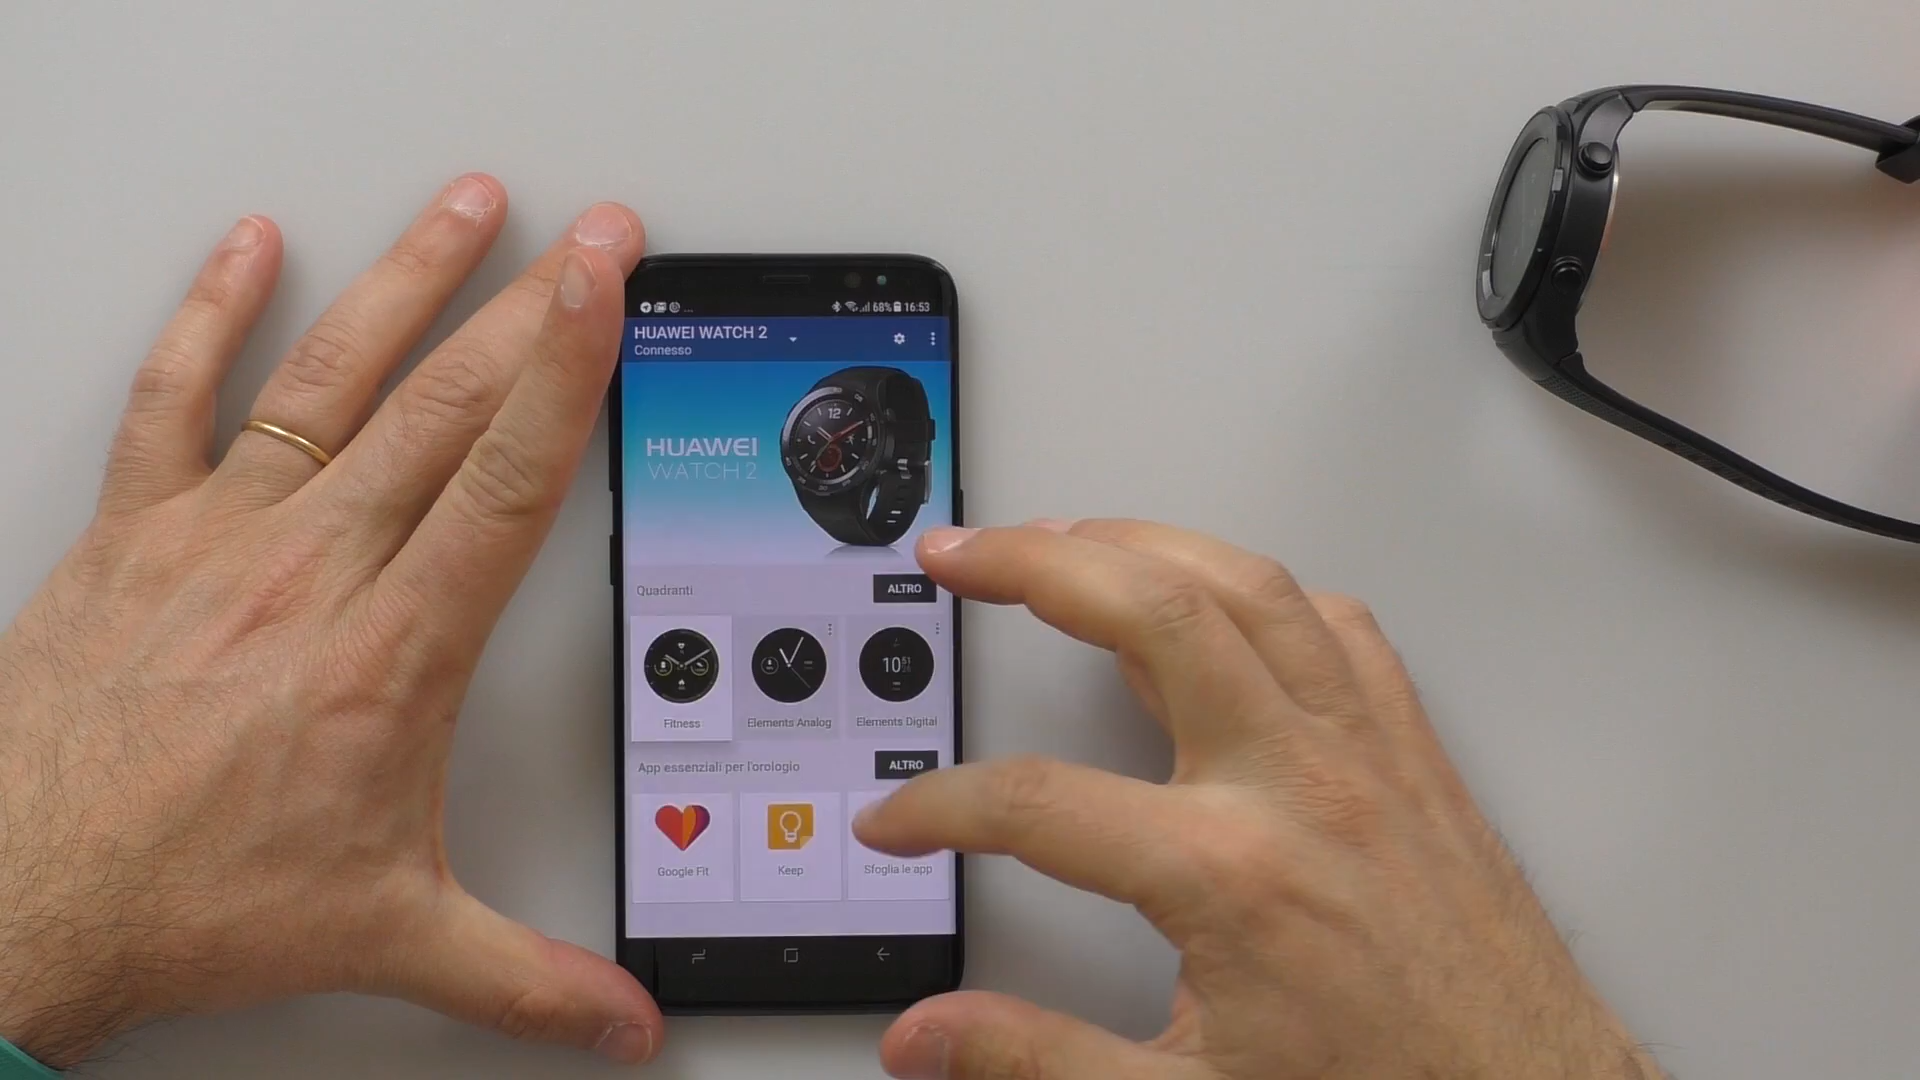 ... 68% 16:53
HUAWEI WATCH 2
Connesso
HUAWEI
WATCH 2
12
Quadranti
ALTRO
10 51
Fitness
Elements Analog
Elements Digital
App essenziali per l'orologio
ALTRO
Google Fit
Keep
Sfoglia le app